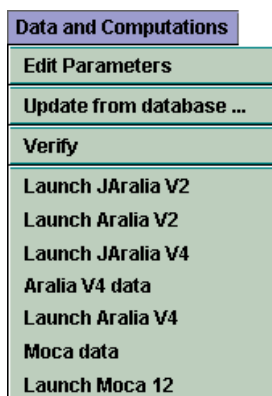 Data and Computations
Edit Parameters
Update from database ...
Verify
Launch JAralia V2
Launch Aralia V2
Launch JAralia V4
Aralia V4 data
Launch Aralia V4
Moca data
Launch Moca 12